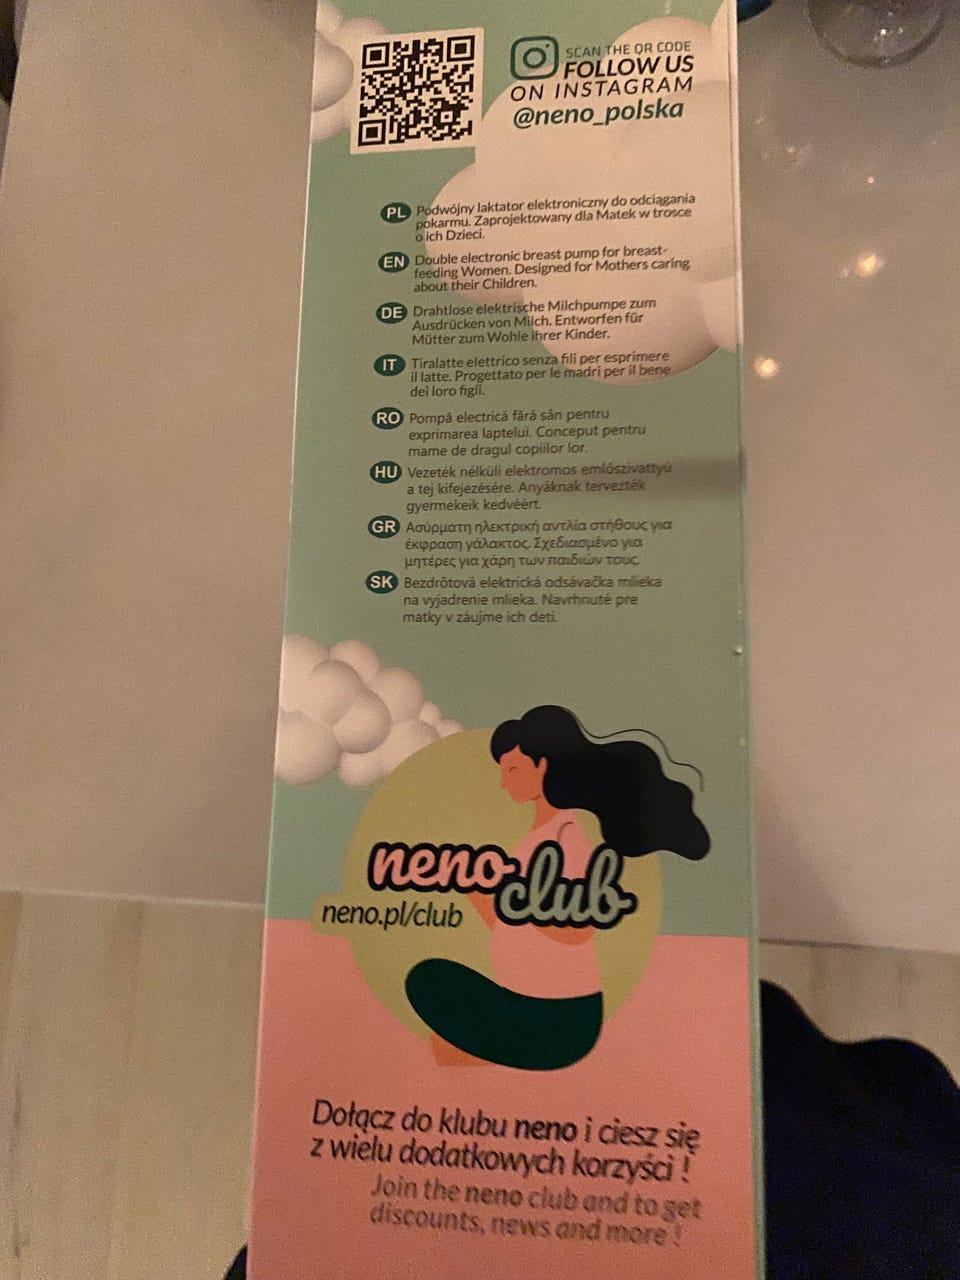 SCAN THE QR CODE
FOLLOW US
ON INSTAGRAM
@neno_polska
PL Podwójny laktator elektroniczny do odciągania
pokarmu. Zaprojektowany dla Matek w trosce
o ich Dzieci.
EN Double electronic breast pump for breast-
feeding Women. Designed for Mothers caring
about their Children.
DE Drahtlose elektrische Milchpumpe zum
Ausdrücken von Milch. Entworfen für
Mütter zum Wohle ihrer Kinder.
IT Tiralatte elettrico senza fili per esprimere
il latte. Progettato per le madri per il bene
dei loro figli.
RO Pompă electrică fără sân pentru
exprimarea laptelui. Conceput pentru
mame de dragul copiilor lor.
HU Vezeték nélküli elektromos emlőszivattyú
a tej kifejezésére. Anyáknak tervezték
gyermekeik kedvéért.
GR Ασύρματη ηλεκτρική αντλία στήθους για
έκφραση γάλακτος. Σχεδιασμένο για
μητέρες για χάρη των παιδιών τους.
SK Bezdrôtová elektrická odsávačka mlieka
na vyjadrenie mlieka. Navrhnuté pre
matky v záujme ich detí.
neno club
neno.pl/club
Dołącz do klubu neno i ciesz się
z wielu dodatkowych korzyści !
Join the neno club and to get
discounts, news and more !